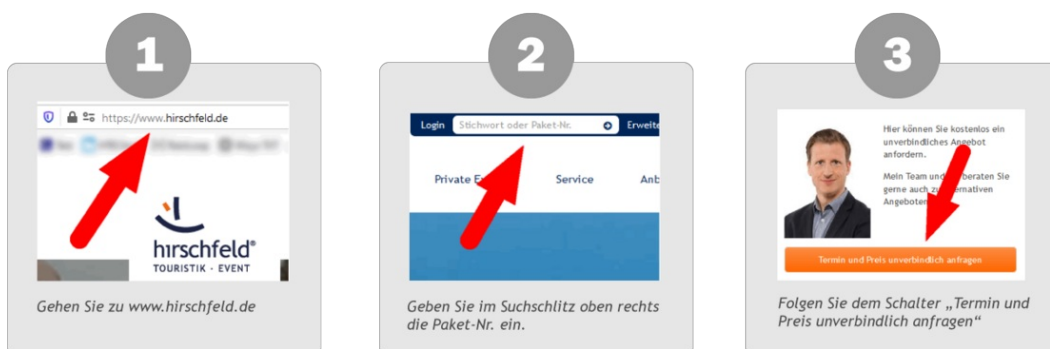 1
https://www.hirschfeld.de
hirschfeld®
TOURISTIK - EVENT
Gehen Sie zu www.hirschfeld.de
2
Login Stichwort oder Paket-Nr.
Private
Service
Geben Sie im Suchschlitz oben rechts
die Paket-Nr. ein.
3
Hier können Sie kostenlos ein
unverbindliches Angebot
anfordern.
Mein Team und beraten Sie
gerne auch
Angeboten
Termin und Preis unverbindlich anfragen
Folgen Sie dem Schalter „Termin und
Preis unverbindlich anfragen“